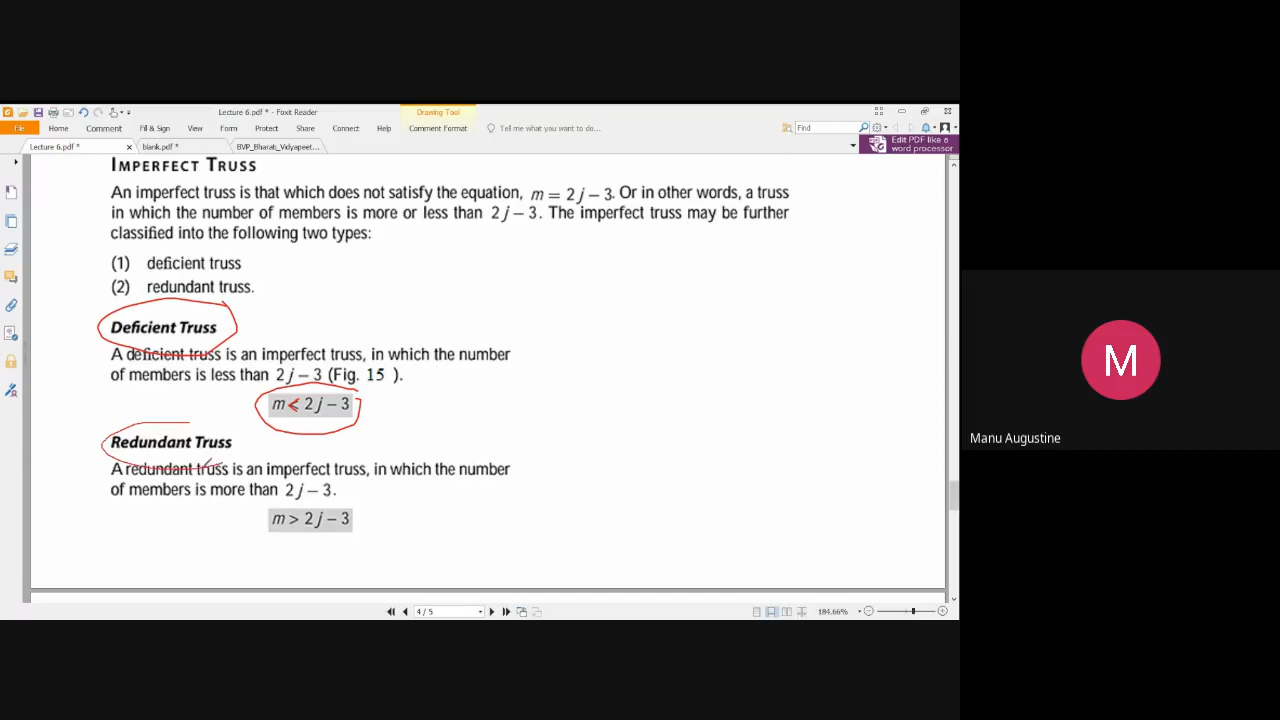 Lecture 6.pdf * - Foxit Reader
Drawing Tool
File Home Comment Fill & Sign View Form Protect Share Connect Help Comment Format Tell me what you want to do... Find
Edit PDF like a
word processor
Lecture 6.pdf * blank.pdf * BVP_Bharati_Vidyapeet...
IMPERFECT TRUSS
An imperfect truss is that which does not satisfy the equation, m = 2 j – 3. Or in other words, a truss
in which the number of members is more or less than 2 j – 3. The imperfect truss may be further
classified into the following two types:
(1) deficient truss
(2) redundant truss.
Deficient Truss
A deficient truss is an imperfect truss, in which the number
of members is less than 2 j – 3 (Fig. 15 ).
m < 2 j – 3
Redundant Truss
A redundant truss is an imperfect truss, in which the number
of members is more than 2 j – 3.
m > 2 j – 3
4 / 5
184.66%
M
Manu Augustine